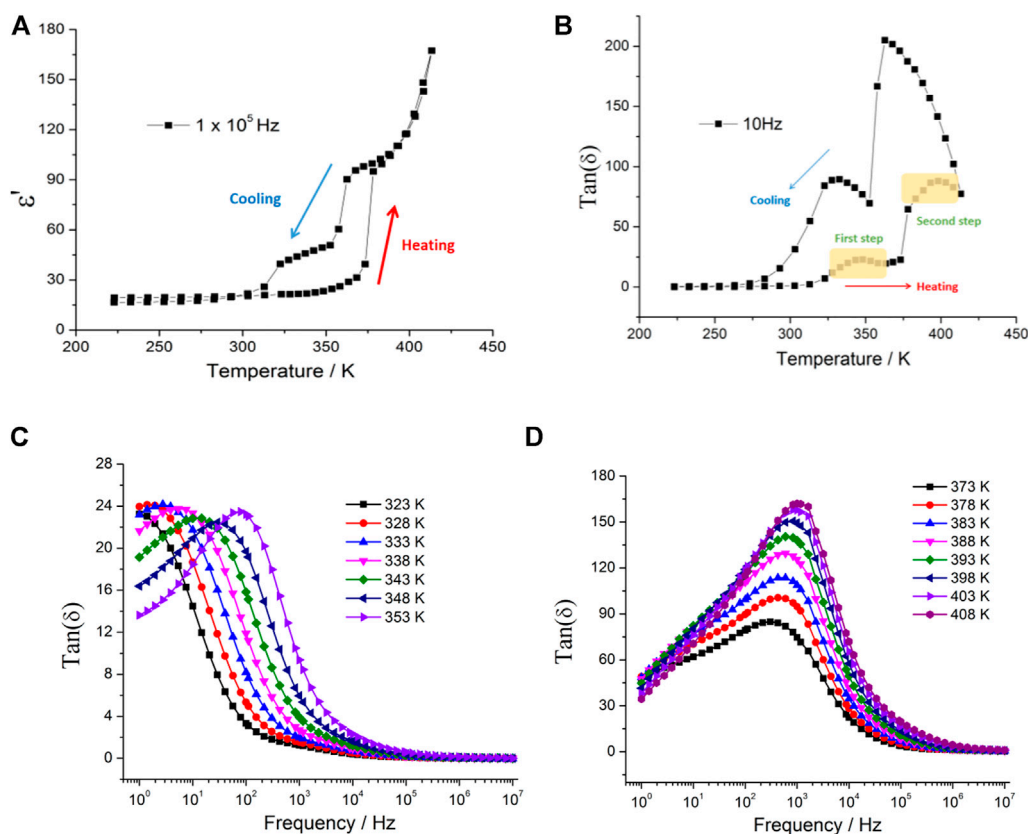 A
180
150
120
90
60
30
0
ε'
1 x 10⁵ Hz
Cooling
Heating
200 250 300 350 400 450
Temperature / K
B
200
150
100
50
0
Tan(δ)
10Hz
Cooling
First step
Second step
Heating
200 250 300 350 400 450
Temperature / K
C
28
24
20
16
12
8
4
0
Tan(δ)
323 K
328 K
333 K
338 K
343 K
348 K
353 K
10⁰ 10¹ 10² 10³ 10⁴ 10⁵ 10⁶ 10⁷
Frequency / Hz
D
180
150
120
90
60
30
0
Tan(δ)
373 K
378 K
383 K
388 K
393 K
398 K
403 K
408 K
10⁰ 10¹ 10² 10³ 10⁴ 10⁵ 10⁶ 10⁷
Frequency / Hz